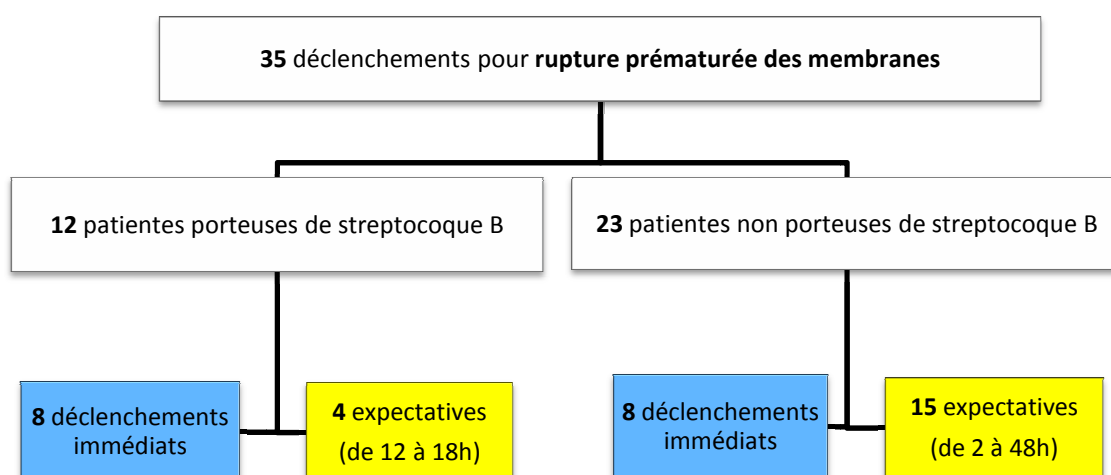 35 déclenchements pour rupture prématurée des membranes
12 patientes porteuses de streptocoque B
23 patientes non porteuses de streptocoque B
8 déclenchements
immédiats
4 expectatives
(de 12 à 18h)
8 déclenchements
immédiats
15 expectatives
(de 2 à 48h)